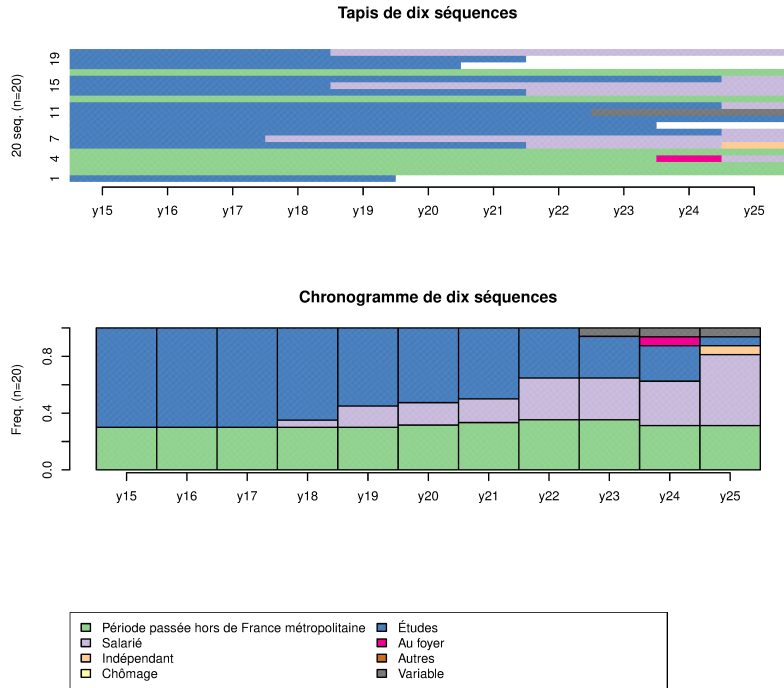 Tapis de dix séquences
20 seq. (n=20)
19
15
11
7
4
1
y15 y16 y17 y18 y19 y20 y21 y22 y23 y24 y25
Chronogramme de dix séquences
Freq. (n=20)
0.8
0.4
0.0
y15 y16 y17 y18 y19 y20 y21 y22 y23 y24 y25
Période passée hors de France métropolitaine Études
Salarié Au foyer
Indépendant Autres
Chômage Variable